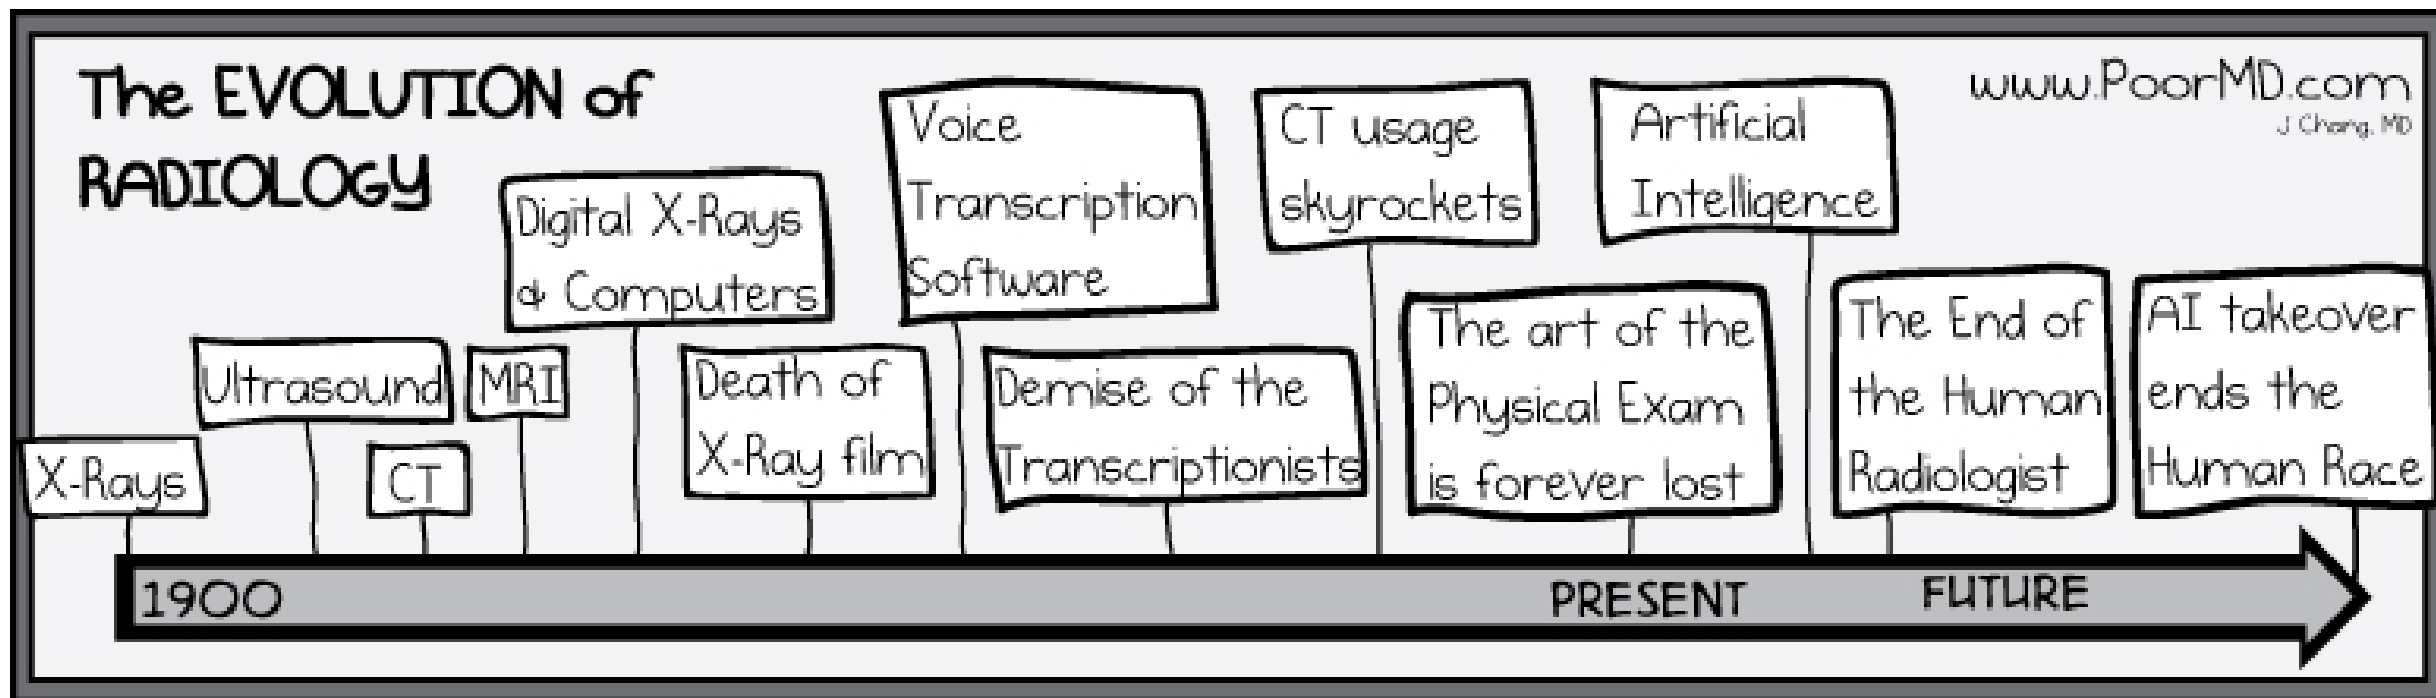 The EVOLUTION of
RADIOLOGY
www.PoorMD.com
J Chang, MD
X-Rays
Ultrasound
CT
MRI
Digital X-Rays
& Computers
Death of
X-Ray film
Voice
Transcription
Software
Demise of the
Transcriptionists
CT usage
skyrockets
The art of the
Physical Exam
is forever lost
Artificial
Intelligence
The End of
the Human
Radiologist
AI takeover
ends the
Human Race
1900
PRESENT
FUTURE